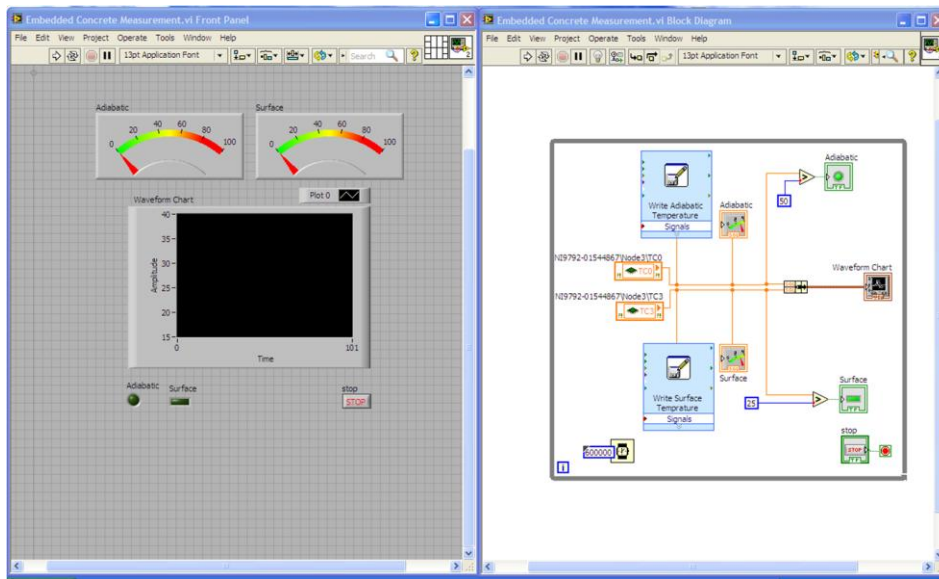 Embedded Concrete Measurement.vi Front Panel
File Edit View Project Operate Tools Window Help
13pt Application Font
Search
2
Adiabatic
0 20 40 60 80 100
Surface
0 20 40 60 80 100
Plot 0
Waveform Chart
40
35
30
25
20
15
Amplitude
0
101
Time
Adiabatic
Surface
stop
STOP
Embedded Concrete Measurement.vi Block Diagram
File Edit View Project Operate Tools Window Help
13pt Application Font
Write Adiabatic
Temperature
Signals
Adiabatic
Adiabatic
50
NI9792-01544867\Node3\TC0
TC0
NI9792-01544867\Node3\TC3
TC3
Waveform Chart
Write Surface
Temprature
Signals
Surface
25
Surface
stop
STOP
600000
i